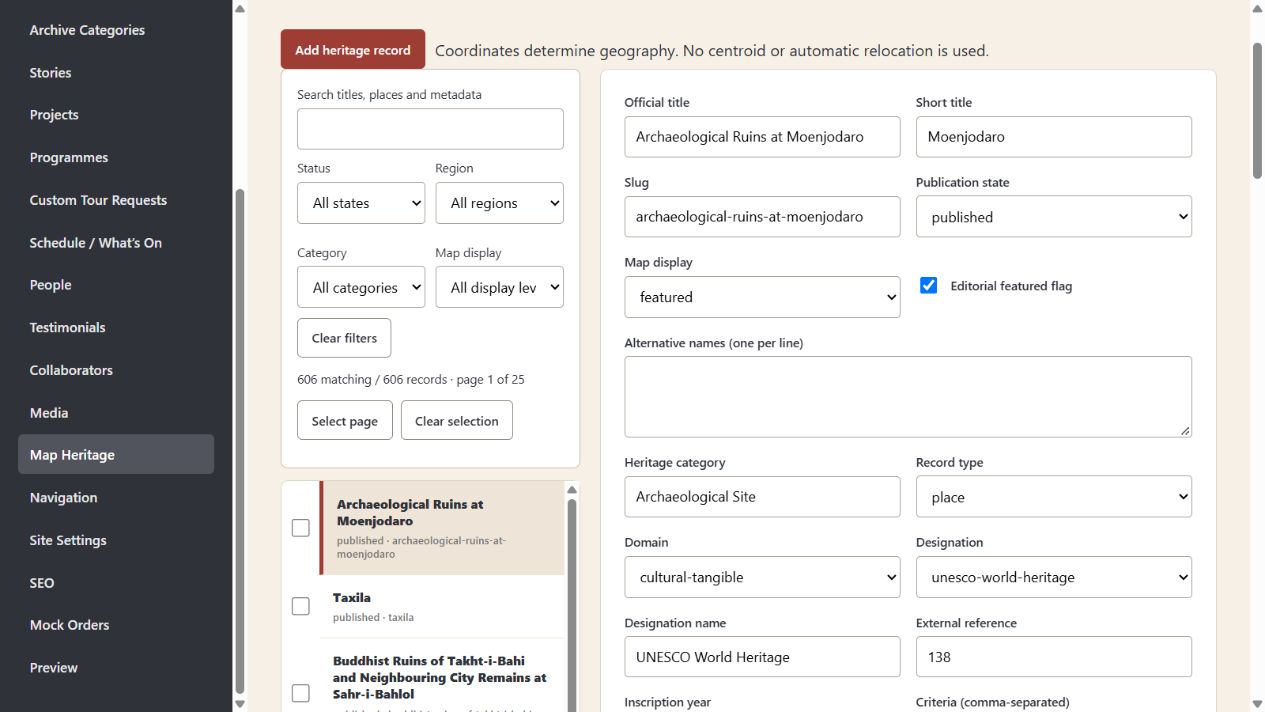 Archive Categories
Stories
Projects
Programmes
Custom Tour Requests
Schedule / What's On
People
Testimonials
Collaborators
Media
Map Heritage
Navigation
Site Settings
SEO
Mock Orders
Preview
Add heritage record
Coordinates determine geography. No centroid or automatic relocation is used.
Search titles, places and metadata
Status
Region
All states
All regions
Category
Map display
All categories
All display lev
Clear filters
606 matching / 606 records · page 1 of 25
Select page
Clear selection
Archaeological Ruins at
Moenjodaro
published · archaeological-ruins-at-
moenjodaro
Taxila
published · taxila
Buddhist Ruins of Takht-i-Bahi
and Neighbouring City Remains at
Sahr-i-Bahlol
Official title
Short title
Archaeological Ruins at Moenjodaro
Moenjodaro
Slug
Publication state
archaeological-ruins-at-moenjodaro
published
Map display
featured
Editorial featured flag
Alternative names (one per line)
Heritage category
Record type
Archaeological Site
place
Domain
Designation
cultural-tangible
unesco-world-heritage
Designation name
External reference
UNESCO World Heritage
138
Inscription year
Criteria (comma-separated)